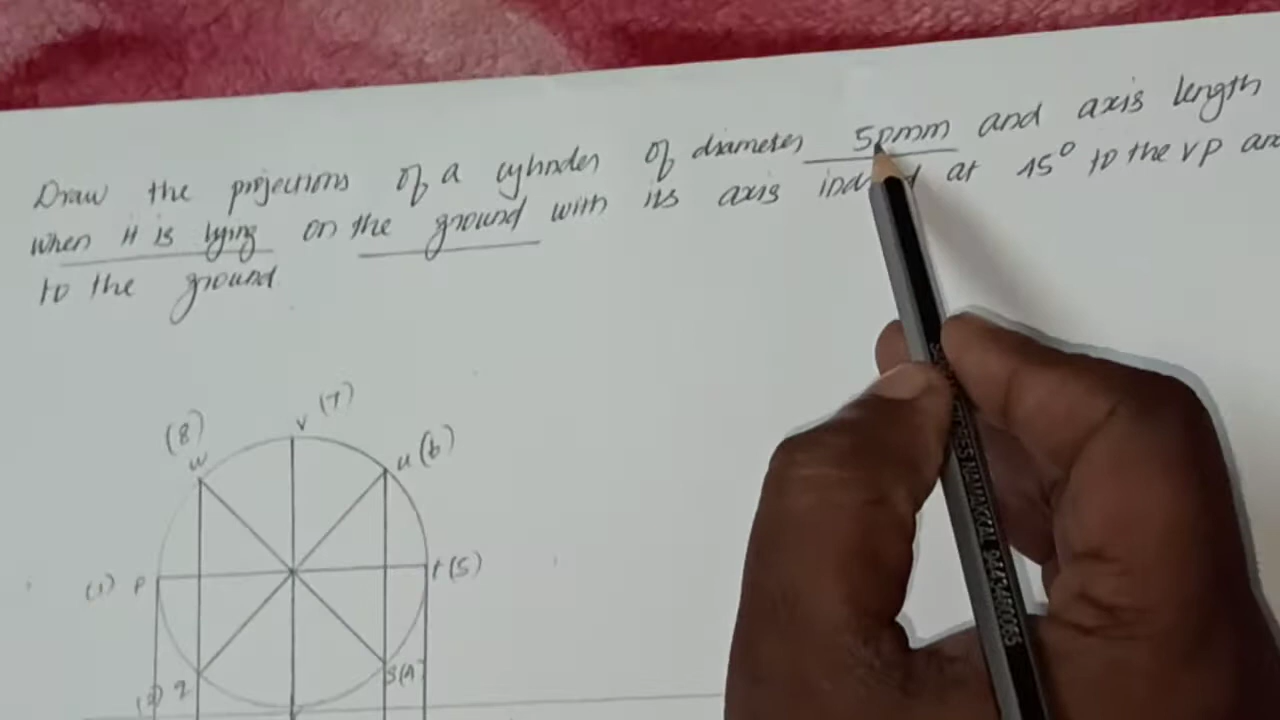 Draw the projections of a cylinder of diameter 50mm and axis length
when it is lying on the ground with its axis at 45° to the VP and
to the ground
(7)
v
(8)
w
u (6)
(1) p
r (5)
(2) q
s (4)